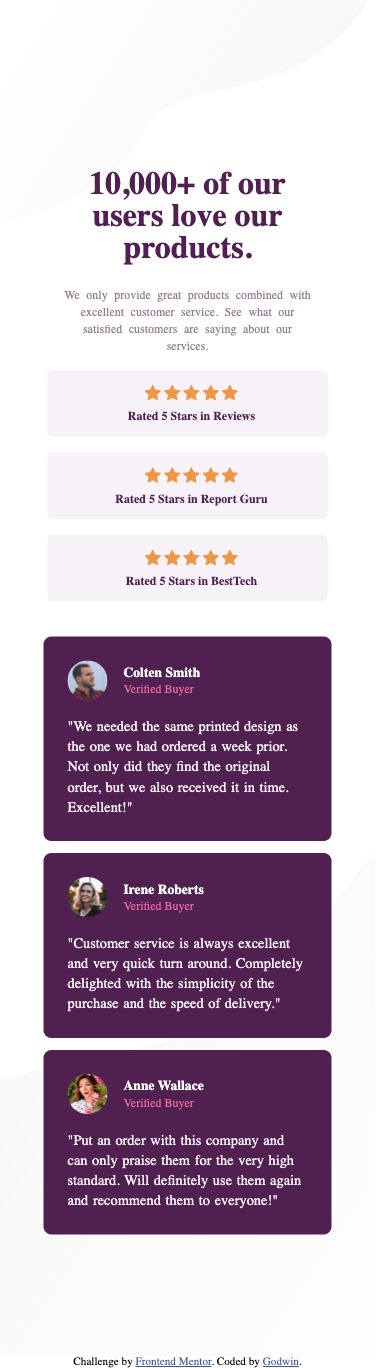 10,000+ of our
users love our
products.
We only provide great products combined with
excellent customer service. See what our
satisfied customers are saying about our
services.
Rated 5 Stars in Reviews
Rated 5 Stars in Report Guru
Rated 5 Stars in BestTech
Colten Smith
Verified Buyer
"We needed the same printed design as
the one we had ordered a week prior.
Not only did they find the original
order, but we also received it in time.
Excellent!"
Irene Roberts
Verified Buyer
"Customer service is always excellent
and very quick turn around. Completely
delighted with the simplicity of the
purchase and the speed of delivery."
Anne Wallace
Verified Buyer
"Put an order with this company and
can only praise them for the very high
standard. Will definitely use them again
and recommend them to everyone!"
Challenge by Frontend Mentor. Coded by Godwin.